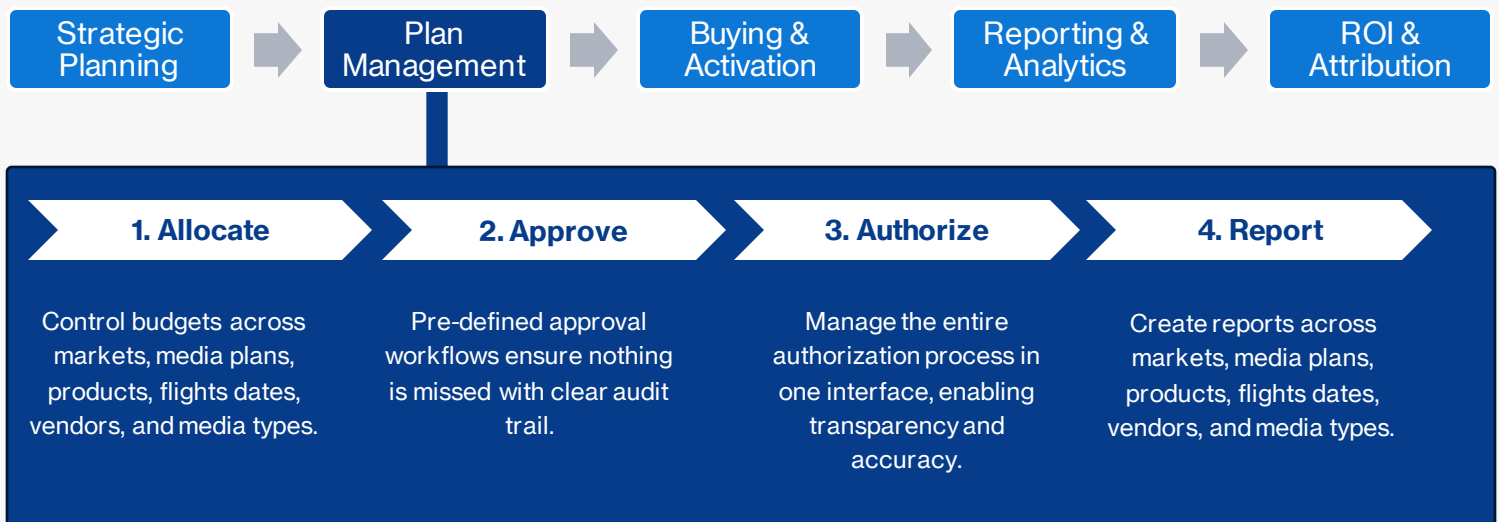 Strategic
Planning
Plan
Management
Buying &
Activation
Reporting &
Analytics
ROI &
Attribution
1. Allocate
2. Approve
3. Authorize
4. Report
Control budgets across
markets, media plans,
products, flights dates,
vendors, and media types.
Pre-defined approval
workflows ensure nothing
is missed with clear audit
trail.
Manage the entire
authorization process in
one interface, enabling
transparency and
accuracy.
Create reports across
markets, media plans,
products, flights dates,
vendors, and media types.